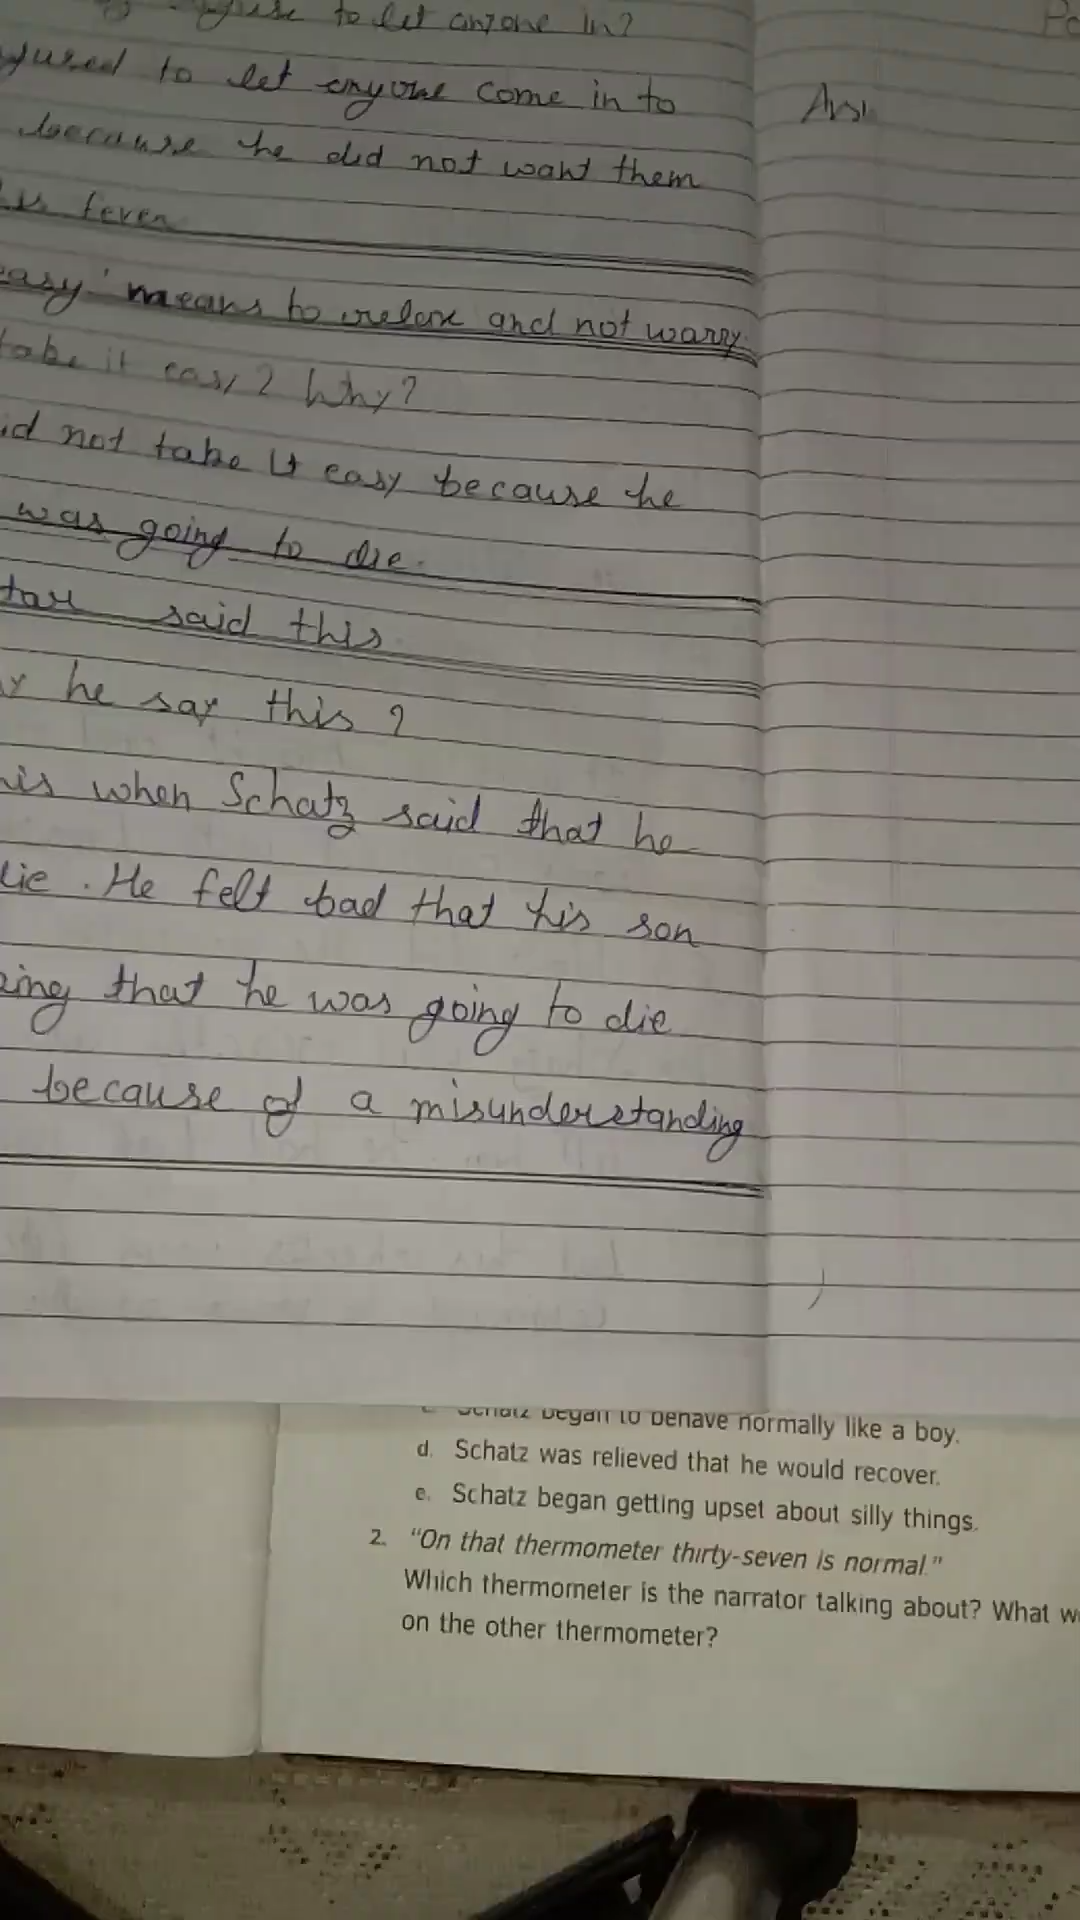 to let anyone in?
to let enyone come in to
Ans
because he did not want them
fever
easy' means to relax and not warry.
take it easy? Why?
id not take it easy because he
was going to die.
said this
he say this?
is when Schatz said that he
die. He felt bad that his son
that he was going to die
because of a misunderstanding
Schatz began to behave normally like a boy.
d. Schatz was relieved that he would recover.
e. Schatz began getting upset about silly things.
2. "On that thermometer thirty-seven is normal."
Which thermometer is the narrator talking about? What w
on the other thermometer?